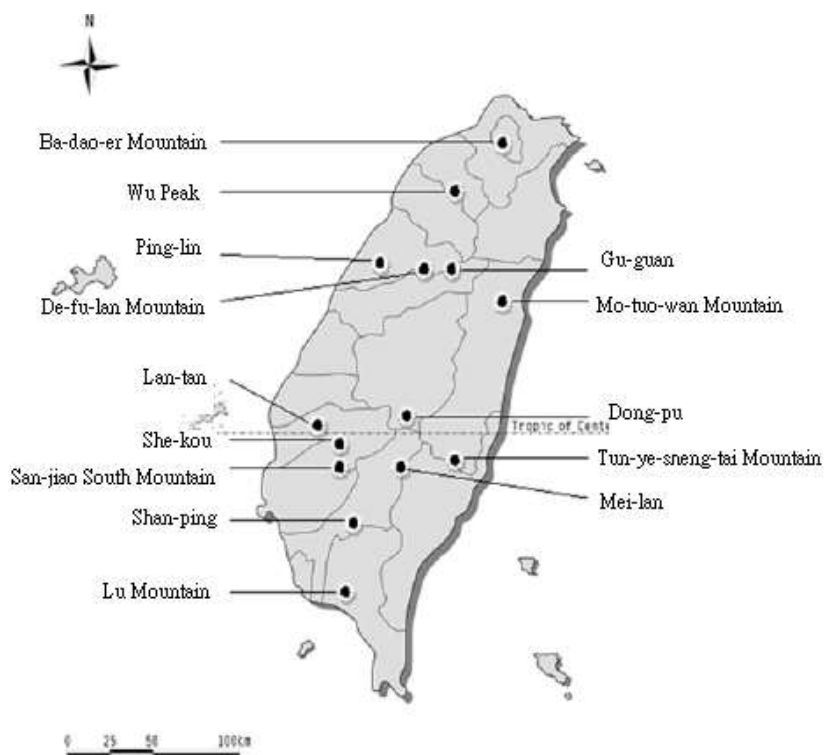 N
Ba-dao-er Mountain
Wu Peak
Ping-lin
Gu-guan
De-fu-lan Mountain
Mo-tuo-wan Mountain
Lan-tan
Dong-pu
Tropic of Cente
She-kou
Tun-ye-sneng-tai Mountain
San-jiao South Mountain
Mei-lan
Shan-ping
Lu Mountain
0 25 50 100km